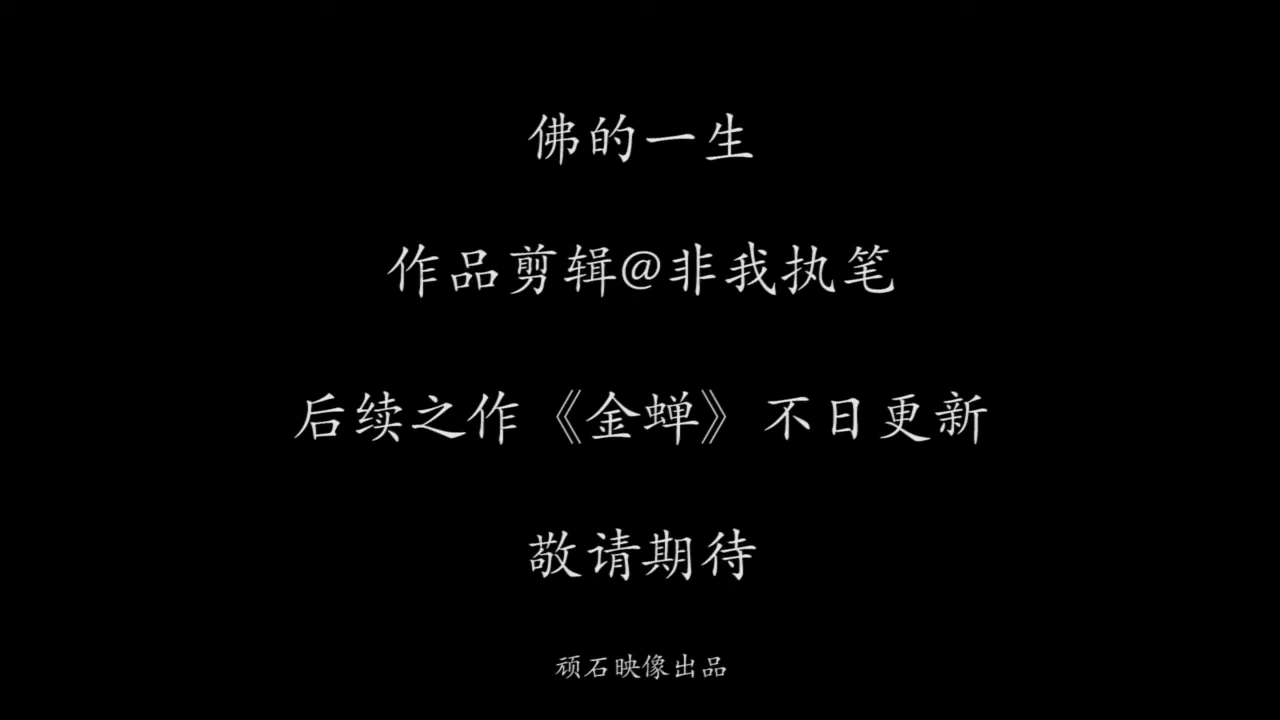 佛的一生
作品剪辑@非我执笔
后续之作《金蝉》不日更新
敬请期待
顽石映像出品